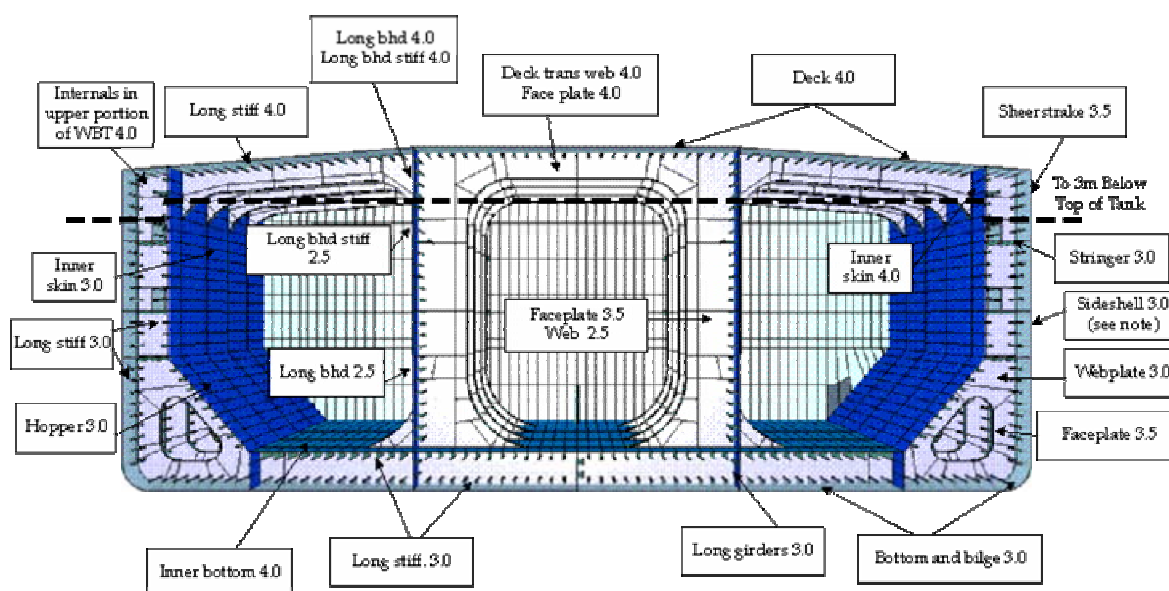 Long bhd 4.0
Long bhd stiff 4.0
Deck trans web 4.0
Face plate 4.0
Deck 4.0
Internals in
upper portion
of WBT 4.0
Long stiff 4.0
Sheerstrake 3.5
To 3m Below
Top of Tank
Long bhd stiff
2.5
Inner
skin 3.0
Inner
skin 4.0
Stringer 3.0
Faceplate 3.5
Web 2.5
Sideshell 3.0
(see note)
Long stiff 3.0
Long bhd 2.5
Webplate 3.0
Hopper 3.0
Faceplate 3.5
Inner bottom 4.0
Long stiff. 3.0
Long girders 3.0
Bottom and bilge 3.0